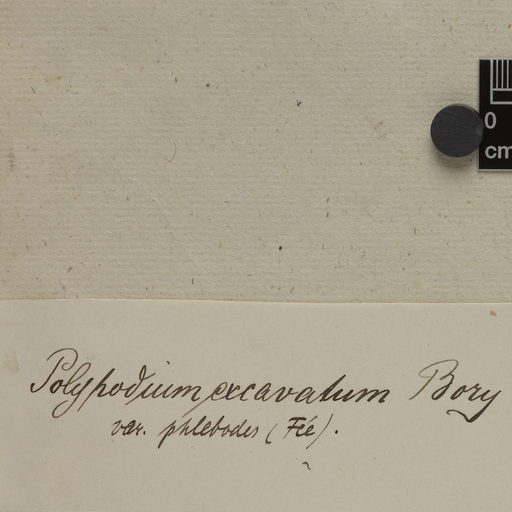 0
cm
Polypodium excavatum Bory
var. phlebodes (Fée).